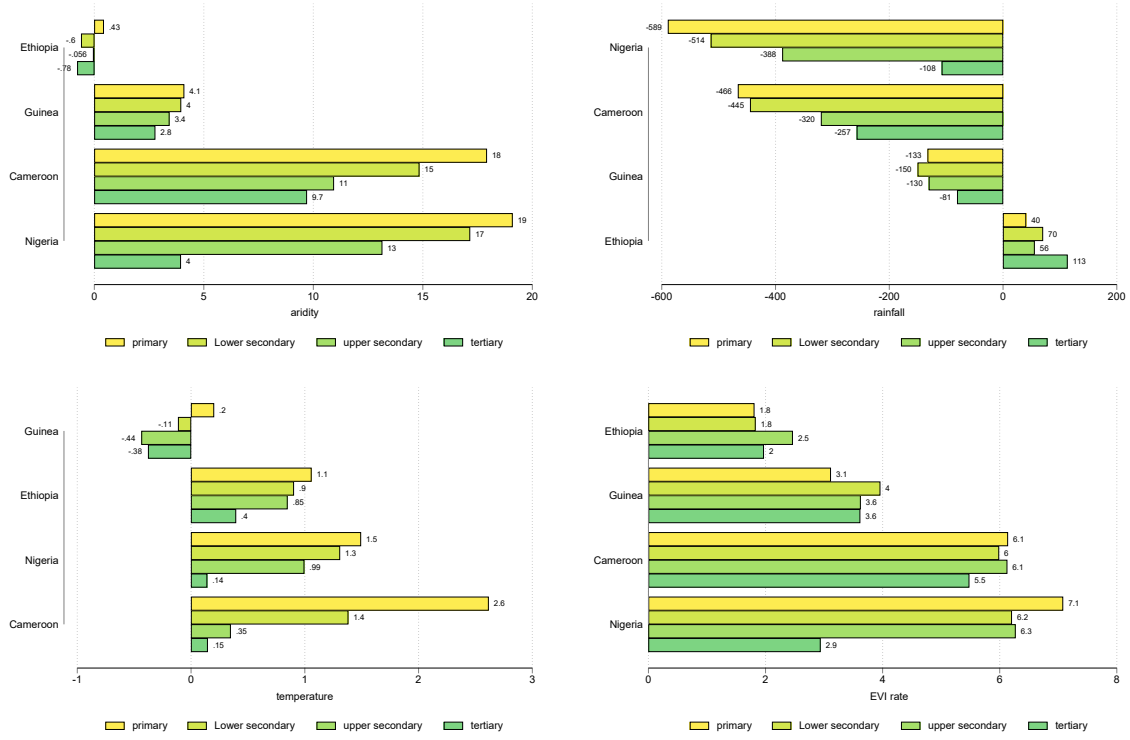 .43
-.6
Ethiopia
-.056
-.78
4.1
4
Guinea
3.4
2.8
18
15
Cameroon
11
9.7
19
17
Nigeria
13
4
0 5 10 15 20
aridity
primary Lower secondary upper secondary tertiary
-589
-514
Nigeria
-388
-108
-466
-445
Cameroon
-320
-257
-133
-150
Guinea
-130
-81
40
70
Ethiopia
56
113
-600 -400 -200 0 200
rainfall
primary Lower secondary upper secondary tertiary
.2
-.11
Guinea
-.44
-.38
1.1
.9
Ethiopia
.85
.4
1.5
1.3
Nigeria
.99
.14
2.6
1.4
Cameroon
.35
.15
-1 0 1 2 3
temperature
primary Lower secondary upper secondary tertiary
1.8
1.8
Ethiopia
2.5
2
3.1
4
Guinea
3.6
3.6
6.1
6
Cameroon
6.1
5.5
7.1
6.2
Nigeria
6.3
2.9
0 2 4 6 8
EVI rate
primary Lower secondary upper secondary tertiary